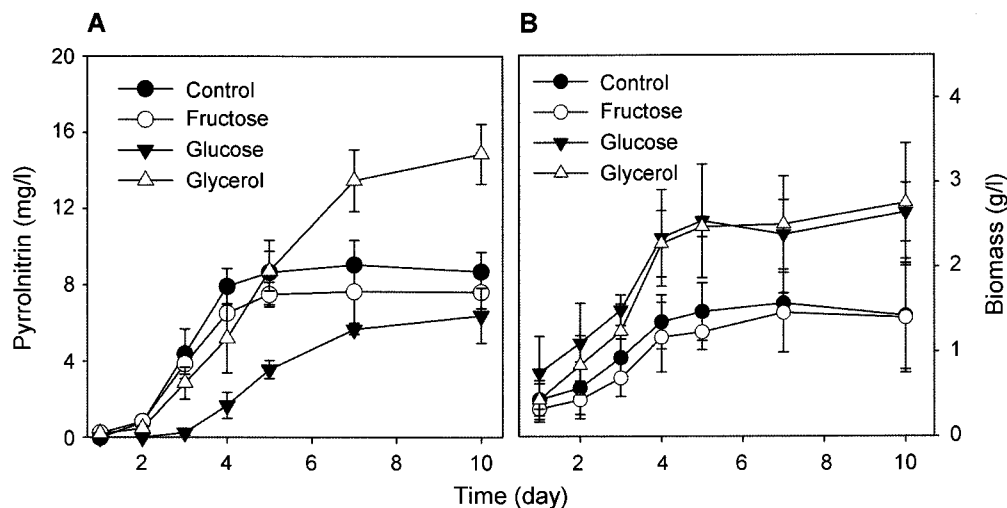 A
B
20
16
12
8
4
0
Pyrrolnitrin (mg/l)
Control
Fructose
Glucose
Glycerol
2
4
6
8
10
Control
Fructose
Glucose
Glycerol
2
4
6
8
10
4
3
2
1
0
Biomass (g/l)
Time (day)